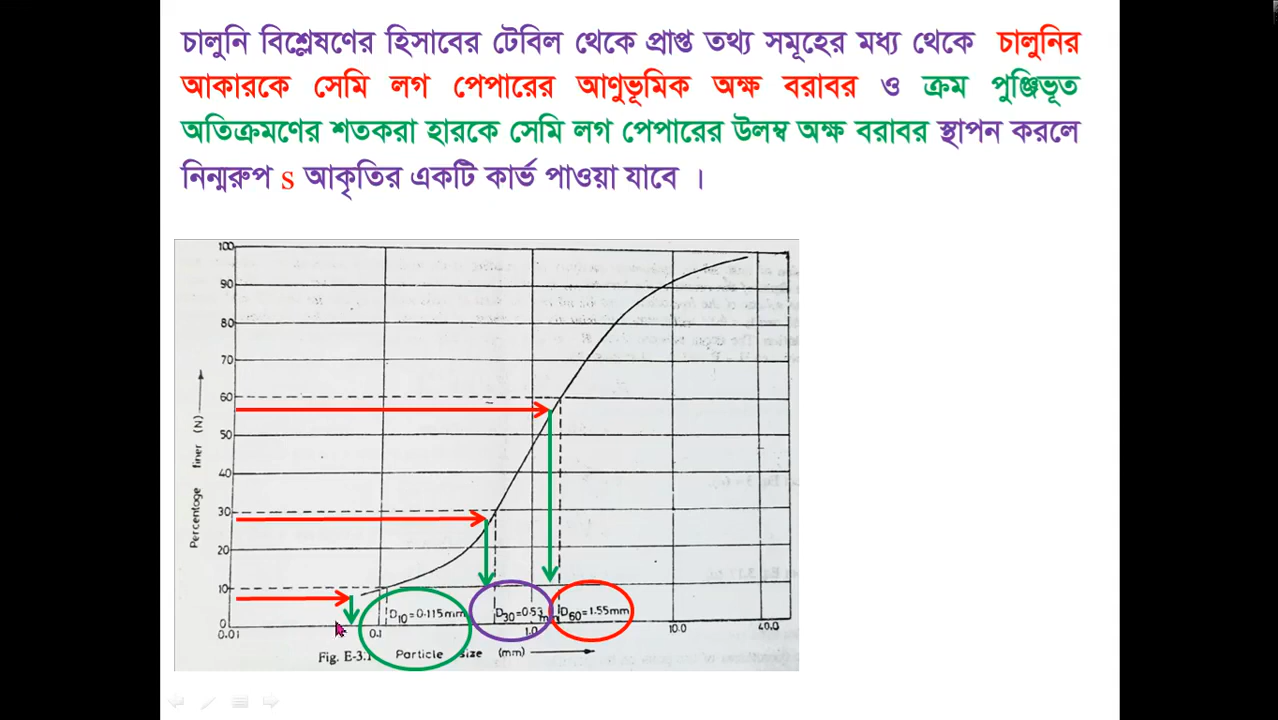 চালুনি বিশ্লেষণের হিসাবের টেবিল থেকে প্রাপ্ত তথ্য সমূহের মধ্য থেকে চালুনির
আকারকে সেমি লগ পেপারের আণুভূমিক অক্ষ বরাবর ও ক্রম পুঞ্জিভূত
অতিক্রমণের শতকরা হারকে সেমি লগ পেপারের উলম্ব অক্ষ বরাবর স্থাপন করলে
নিন্মরুপ s আকৃতির একটি কার্ভ পাওয়া যাবে ।
100
90
80
70
60
50
40
30
20
10
0
Percentage finer (N)
D10=0.115mm
D30=0.53 mm
D60=1.55mm
0.01 0.1 1.0 10.0 40.0
Fig. E-3.1 Particle size (mm)